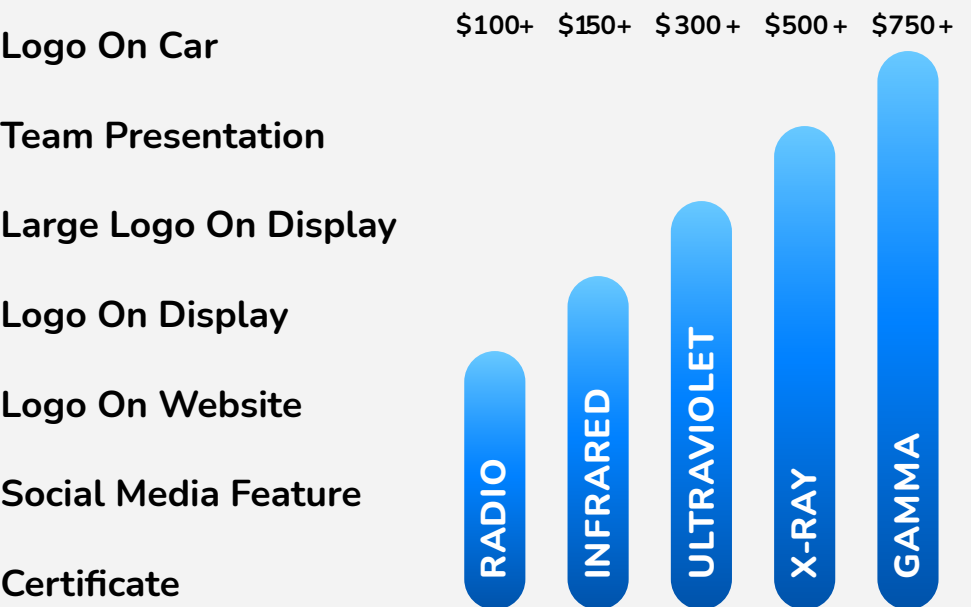 $100+ $150+ $300+ $500+ $750+
Logo On Car
Team Presentation
Large Logo On Display
Logo On Display
Logo On Website
Social Media Feature
Certificate
RADIO
INFRARED
ULTRAVIOLET
X-RAY
GAMMA